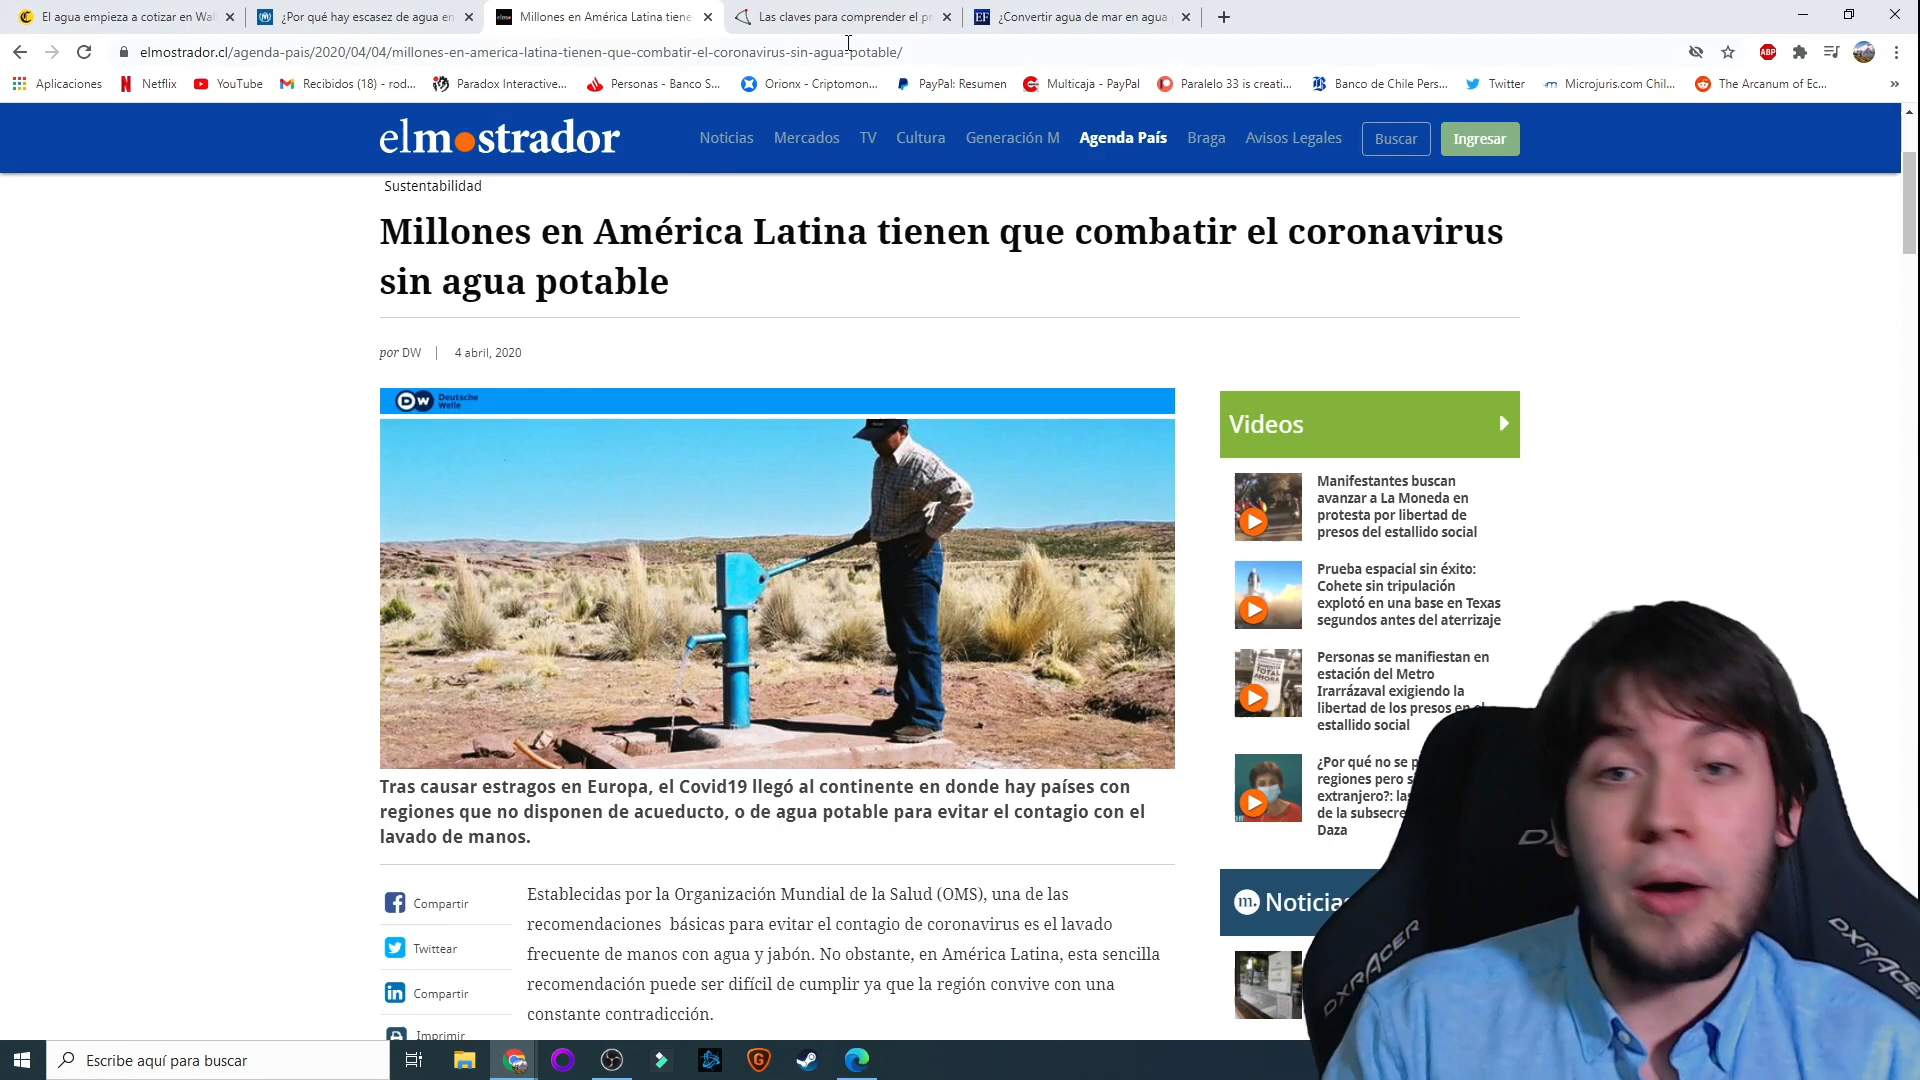 El agua empieza a cotizar en Wal
¿Por qué hay escasez de agua en
Millones en América Latina tiene
Las claves para comprender el pr
¿Convertir agua de mar en agua
elmostrador.cl/agenda-pais/2020/04/04/millones-en-america-latina-tienen-que-combatir-el-coronavirus-sin-agua-potable/
ABP
Aplicaciones
Netflix
YouTube
Recibidos (18) - rod...
Paradox Interactive...
Personas - Banco S...
Orionx - Criptomon...
PayPal: Resumen
Multicaja - PayPal
Paralelo 33 is creati...
Banco de Chile Pers...
Twitter
Microjuris.com Chil...
The Arcanum of Ec...
elmostrador
Noticias
Mercados
TV
Cultura
Generación M
Agenda País
Braga
Avisos Legales
Buscar
Ingresar
Sustentabilidad
Millones en América Latina tienen que combatir el coronavirus
sin agua potable
por DW | 4 abril, 2020
DW Deutsche
Welle
Tras causar estragos en Europa, el Covid19 llegó al continente en donde hay países con
regiones que no disponen de acueducto, o de agua potable para evitar el contagio con el
lavado de manos.
Compartir
Twittear
Compartir
Imprimir
Establecidas por la Organización Mundial de la Salud (OMS), una de las
recomendaciones básicas para evitar el contagio de coronavirus es el lavado
frecuente de manos con agua y jabón. No obstante, en América Latina, esta sencilla
recomendación puede ser difícil de cumplir ya que la región convive con una
constante contradicción.
Videos
Manifestantes buscan
avanzar a La Moneda en
protesta por libertad de
presos del estallido social
Prueba espacial sin éxito:
Cohete sin tripulación
explotó en una base en Texas
segundos antes del aterrizaje
Personas se manifiestan en
estación del Metro
Irarrázaval exigiendo la
libertad de los presos en el
estallido social
¿Por qué no se p
regiones pero s
extranjero?: las
de la subsecre
Daza
m. Noticias
DXRACER
DXRACER
Escribe aquí para buscar